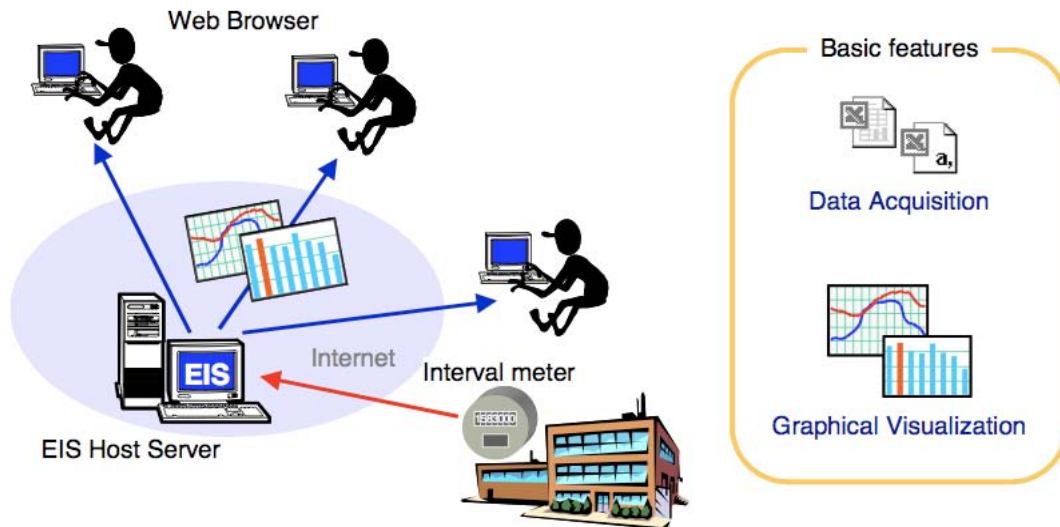 Web Browser
Basic features
a,
Data Acquisition
EIS
Internet
Interval meter
EIS Host Server
Graphical Visualization